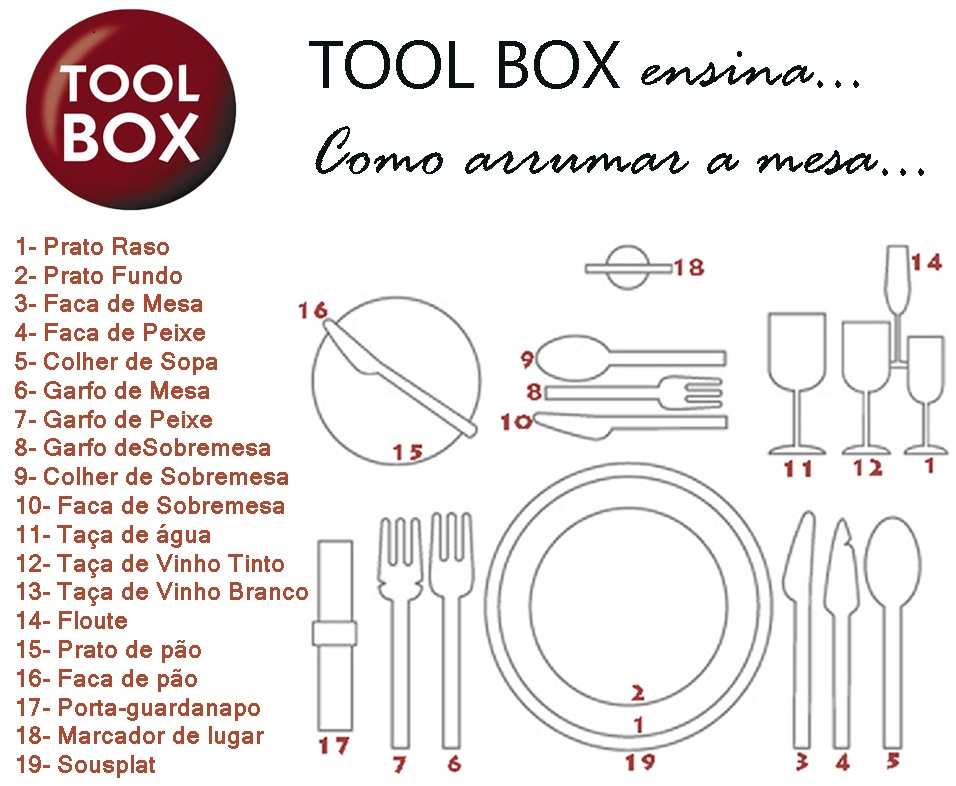 TOOL
BOX
TOOL BOX ensina...
Como arrumar a mesa...
1- Prato Raso
2- Prato Fundo
3- Faca de Mesa
4- Faca de Peixe
5- Colher de Sopa
6- Garfo de Mesa
7- Garfo de Peixe
8- Garfo deSobremesa
9- Colher de Sobremesa
10- Faca de Sobremesa
11- Taça de água
12- Taça de Vinho Tinto
13- Taça de Vinho Branco
14- Floute
15- Prato de pão
16- Faca de pão
17- Porta-guardanapo
18- Marcador de lugar
19- Sousplat
18
14
16
9
8
10
15
11 12 1
2
1
17 7 6 19 3 4 5